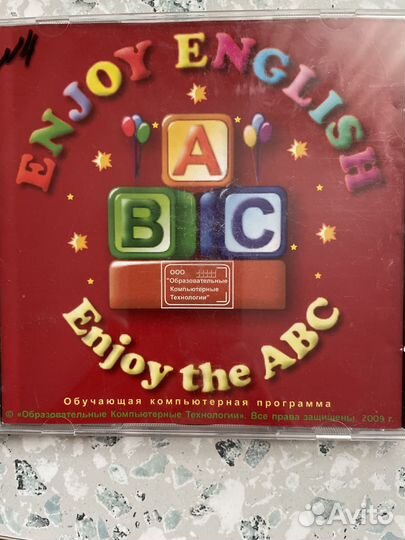 №4
ENJOY ENGLISH
A
B C
ООО
"Образовательные
Компьютерные
Технологии"
Enjoy the ABC
Обучающая компьютерная программа
© «Образовательные Компьютерные Технологии». Все права защищены, 2009 г.
Avito